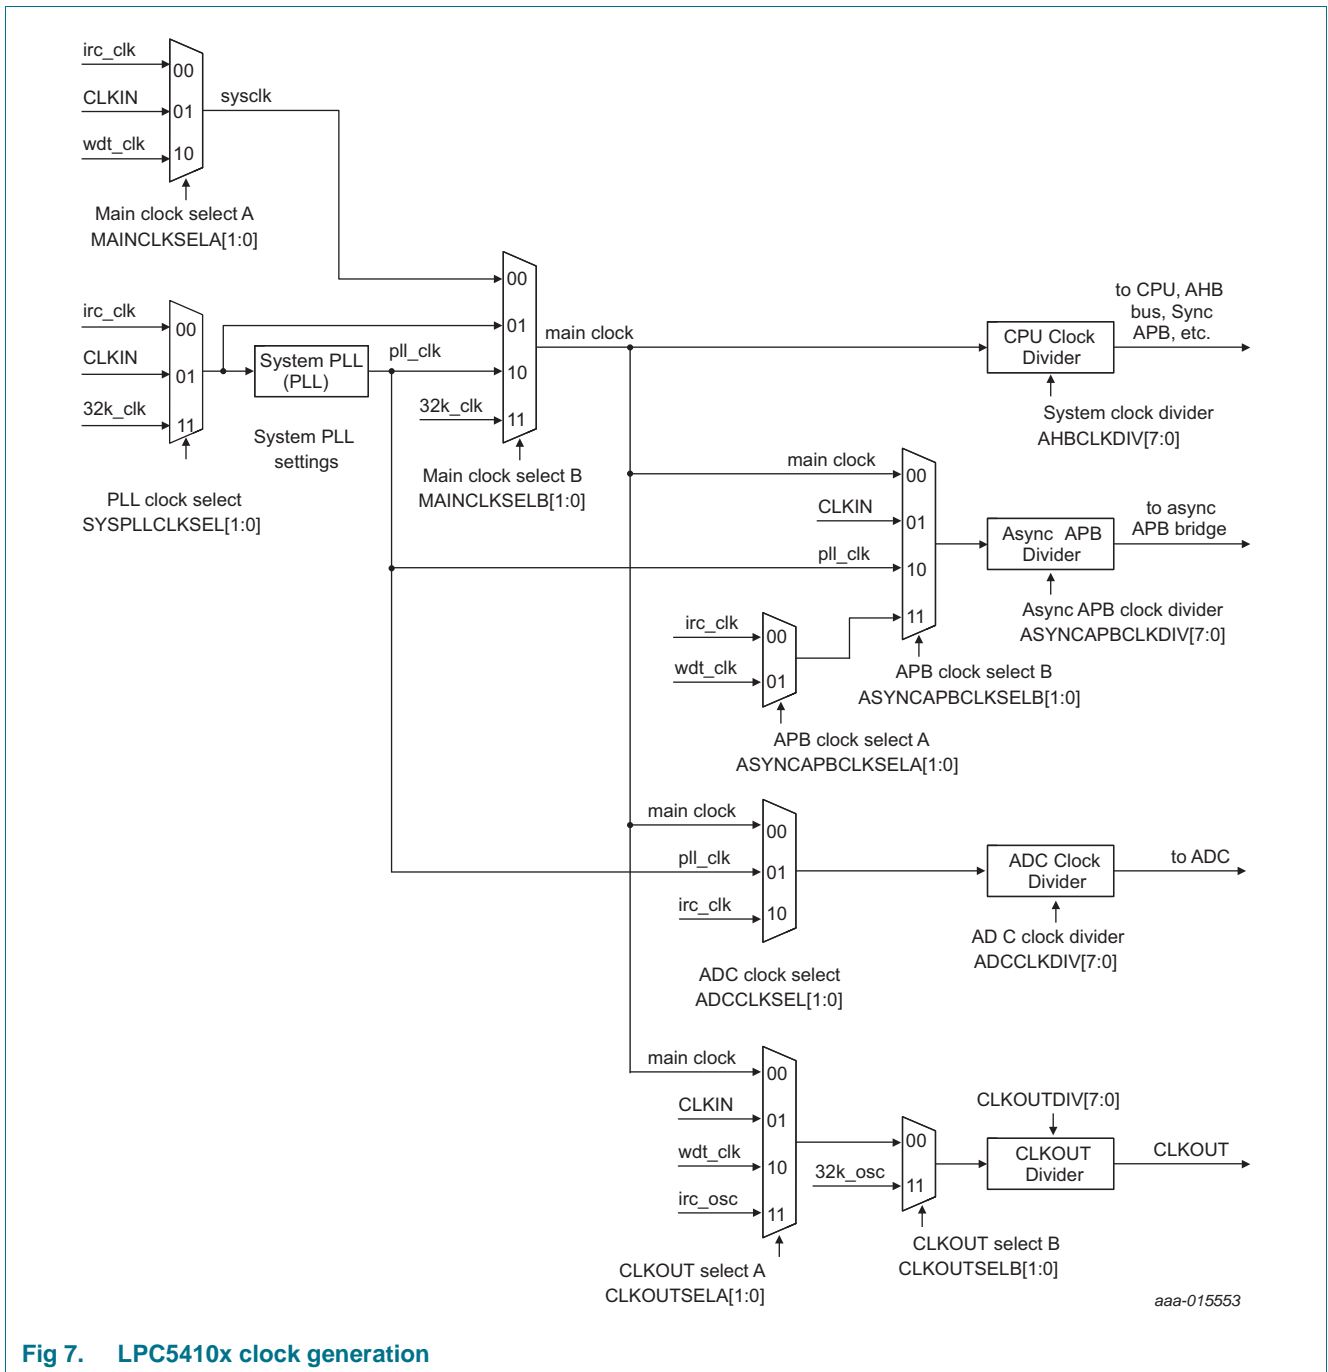 irc_clk
00
CLKIN
01
sysclk
wdt_clk
10
Main clock select A
MAINCLKSELA[1:0]
irc_clk
00
CLKIN
01
32k_clk
11
System PLL
(PLL)
pll_clk
System PLL
settings
PLL clock select
SYSPLLCLKSEL[1:0]
00
01
10
32k_clk
11
main clock
Main clock select B
MAINCLKSELB[1:0]
CPU Clock
Divider
to CPU, AHB
bus, Sync
APB, etc.
System clock divider
AHBCLKDIV[7:0]
main clock
00
CLKIN
01
pll_clk
10
11
irc_clk
00
wdt_clk
01
APB clock select B
ASYNCAPBCLKSELB[1:0]
APB clock select A
ASYNCAPBCLKSELA[1:0]
Async APB
Divider
to async
APB bridge
Async APB clock divider
ASYNCAPBCLKDIV[7:0]
main clock
00
pll_clk
01
irc_clk
10
ADC clock select
ADCCLKSEL[1:0]
ADC Clock
Divider
to ADC
AD C clock divider
ADCCLKDIV[7:0]
main clock
00
CLKIN
01
wdt_clk
10
irc_osc
11
CLKOUT select A
CLKOUTSELA[1:0]
00
32k_osc
11
CLKOUT select B
CLKOUTSELB[1:0]
CLKOUTDIV[7:0]
CLKOUT
Divider
CLKOUT
aaa-015553
Fig 7. LPC5410x clock generation